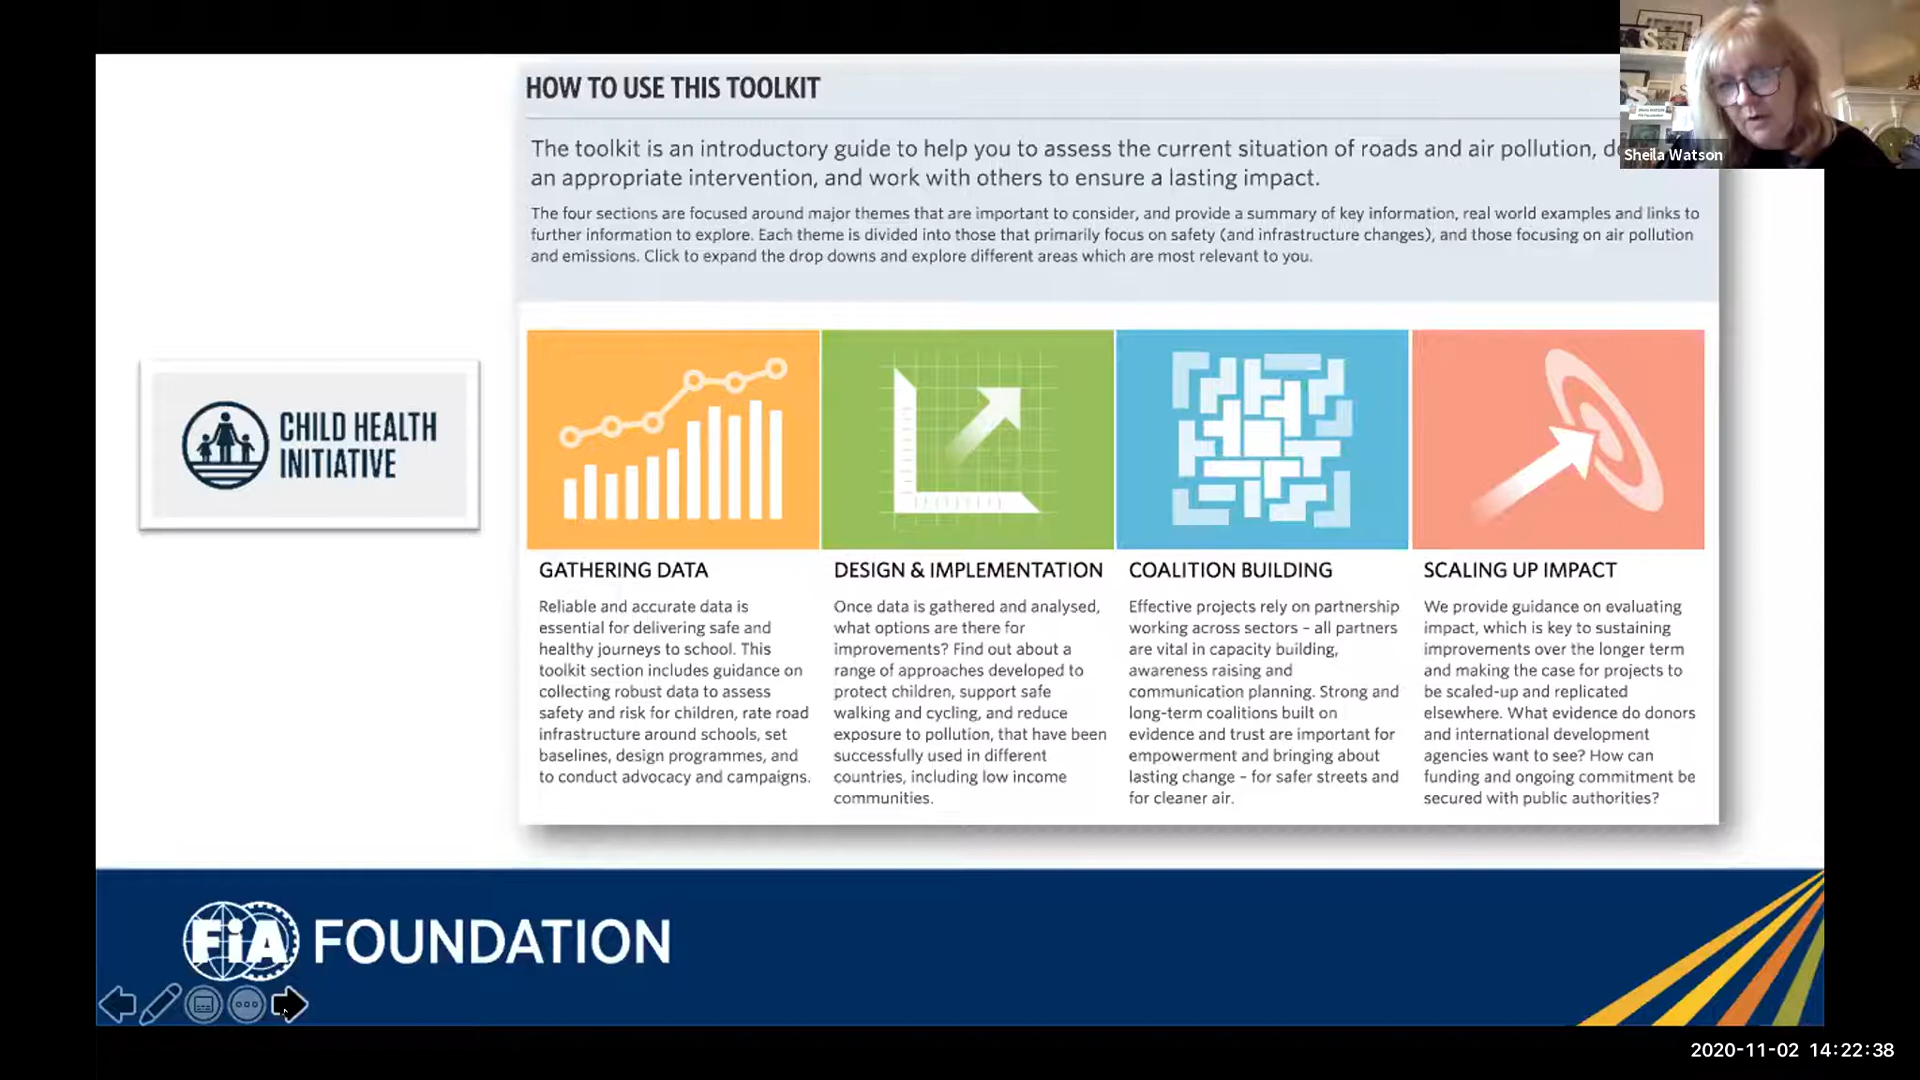 HOW TO USE THIS TOOLKIT
The toolkit is an introductory guide to help you to assess the current situation of roads and air pollution,
an appropriate intervention, and work with others to ensure a lasting impact.
The four sections are focused around major themes that are important to consider, and provide a summary of key information, real world examples and links to
further information to explore. Each theme is divided into those that primarily focus on safety (and infrastructure changes), and those focusing on air pollution
and emissions. Click to expand the drop downs and explore different areas which are most relevant to you.
Sheila Watson
CHILD HEALTH
INITIATIVE
GATHERING DATA
Reliable and accurate data is
essential for delivering safe and
healthy journeys to school. This
toolkit section includes guidance on
collecting robust data to assess
safety and risk for children, rate road
infrastructure around schools, set
baselines, design programmes, and
to conduct advocacy and campaigns.
DESIGN & IMPLEMENTATION
Once data is gathered and analysed,
what options are there for
improvements? Find out about a
range of approaches developed to
protect children, support safe
walking and cycling, and reduce
exposure to pollution, that have been
successfully used in different
countries, including low income
communities.
COALITION BUILDING
Effective projects rely on partnership
working across sectors – all partners
are vital in capacity building,
awareness raising and
communication planning. Strong and
long-term coalitions built on
evidence and trust are important for
empowerment and bringing about
lasting change – for safer streets and
for cleaner air.
SCALING UP IMPACT
We provide guidance on evaluating
impact, which is key to sustaining
improvements over the longer term
and making the case for projects to
be scaled-up and replicated
elsewhere. What evidence do donors
and international development
agencies want to see? How can
funding and ongoing commitment be
secured with public authorities?
FiA FOUNDATION
2020-11-02 14:22:38